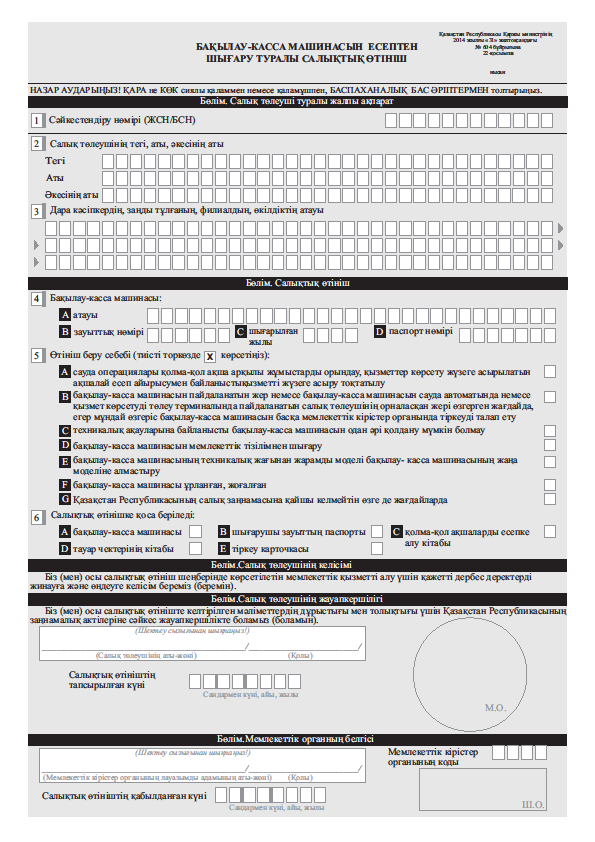 Қазақстан Республикасы Қаржы министрінің
2014 жылғы «31» желтоқсандағы
№ 604 бұйрығына
22 қосымша
нысан
БАҚЫЛАУ-КАССА МАШИНАСЫН ЕСЕПТЕН
ШЫҒАРУ ТУРАЛЫ САЛЫҚТЫҚ ӨТІНІШ
НАЗАР АУДАРЫҢЫЗ! ҚАРА не КӨК сиялы қаламмен немесе қаламұшпен, БАСПАХАНАЛЫҚ БАС ӘРІПТЕРМЕН толтырыңыз.
Бөлім. Салық төлеуші туралы жалпы ақпарат
1 Сәйкестендіру нөмірі (ЖСН/БСН)
2 Салық төлеушінің тегі, аты, әкесінің аты
Тегі
Аты
Әкесінің аты
3 Дара кәсіпкердің, заңды тұлғаның, филиалдың, өкілдіктің атауы
Бөлім. Салықтық өтініш
4 Бақылау-касса машинасы:
A атауы
B зауыттық нөмірі C шығарылған жылы D паспорт нөмірі
5 Өтініш беру себебі (тиісті торкөзде X көрсетіңіз):
A сауда операциялары қолма-қол ақша арқылы жұмыстарды орындау, қызметтер көрсету жүзеге асырылатын
ақшалай есеп айырысумен байланыстықызметті жүзеге асыру тоқтатылу
B бақылау-касса машинасын пайдаланатын жер немесе бақылау-касса машинасын сауда автоматында немесе
қызмет көрсетуді төлеу терминалында пайдаланатын салық төлеушінің орналасқан жері өзгерген жағдайда,
егер мұндай өзгеріс бақылау-касса машинасын басқа мемлекеттік кірістер органында тіркеуді талап ету
C техникалық ақауларына байланысты бақылау-касса машинасын одан әрі қолдану мүмкін болмау
D бақылау-касса машинасын мемлекеттік тізілімнен шығару
E бақылау-касса машинасының техникалық жағынан жарамды моделі бақылау- касса машинасының жаңа
моделіне алмастыру
F бақылау-касса машинасы ұрланған, жоғалған
G Қазақстан Республикасының салық заңнамасына қайшы келмейтін өзге де жағдайларда
6 Салықтық өтінішке қоса беріледі:
A бақылау-касса машинасы B шығарушы зауыттың паспорты C қолма-қол ақшаларды есепке
алу кітабы
D тауар чектерінің кітабы E тіркеу карточкасы
Бөлім.Салық төлеушінің келісімі
Біз (мен) осы салықтық өтініш шеңберінде көрсетілетін мемлекеттік қызметті алу үшін қажетті дербес деректерді
жинауға және өңдеуге келісім береміз (беремін).
Бөлім.Салық төлеушінің жауапкершілігі
Біз (мен) осы салықтық өтініште келтірілген мәліметтердің дұрыстығы мен толықтығы үшін Қазақстан Республикасының
заңнамалық актілеріне сәйкес жауапкершілікте боламыз (боламын).
(Шектеу сызығынан шықпаңыз!)
/ /
(Салық төлеушінің аты-жөні) (Қолы)
Салықтық өтініштің
тапсырылған күні
Сандармен күні, айы, жылы
М.О.
Бөлім.Мемлекеттік органның белгісі
(Шектеу сызығынан шықпаңыз!)
/ /
(Мемлекеттік кірістер органының лауазымды адамының аты-жөні) (Қолы)
Мемлекеттік кірістер
органының коды
Салықтық өтініштің қабылданған күні
Сандармен күні, айы, жылы
Ш.О.